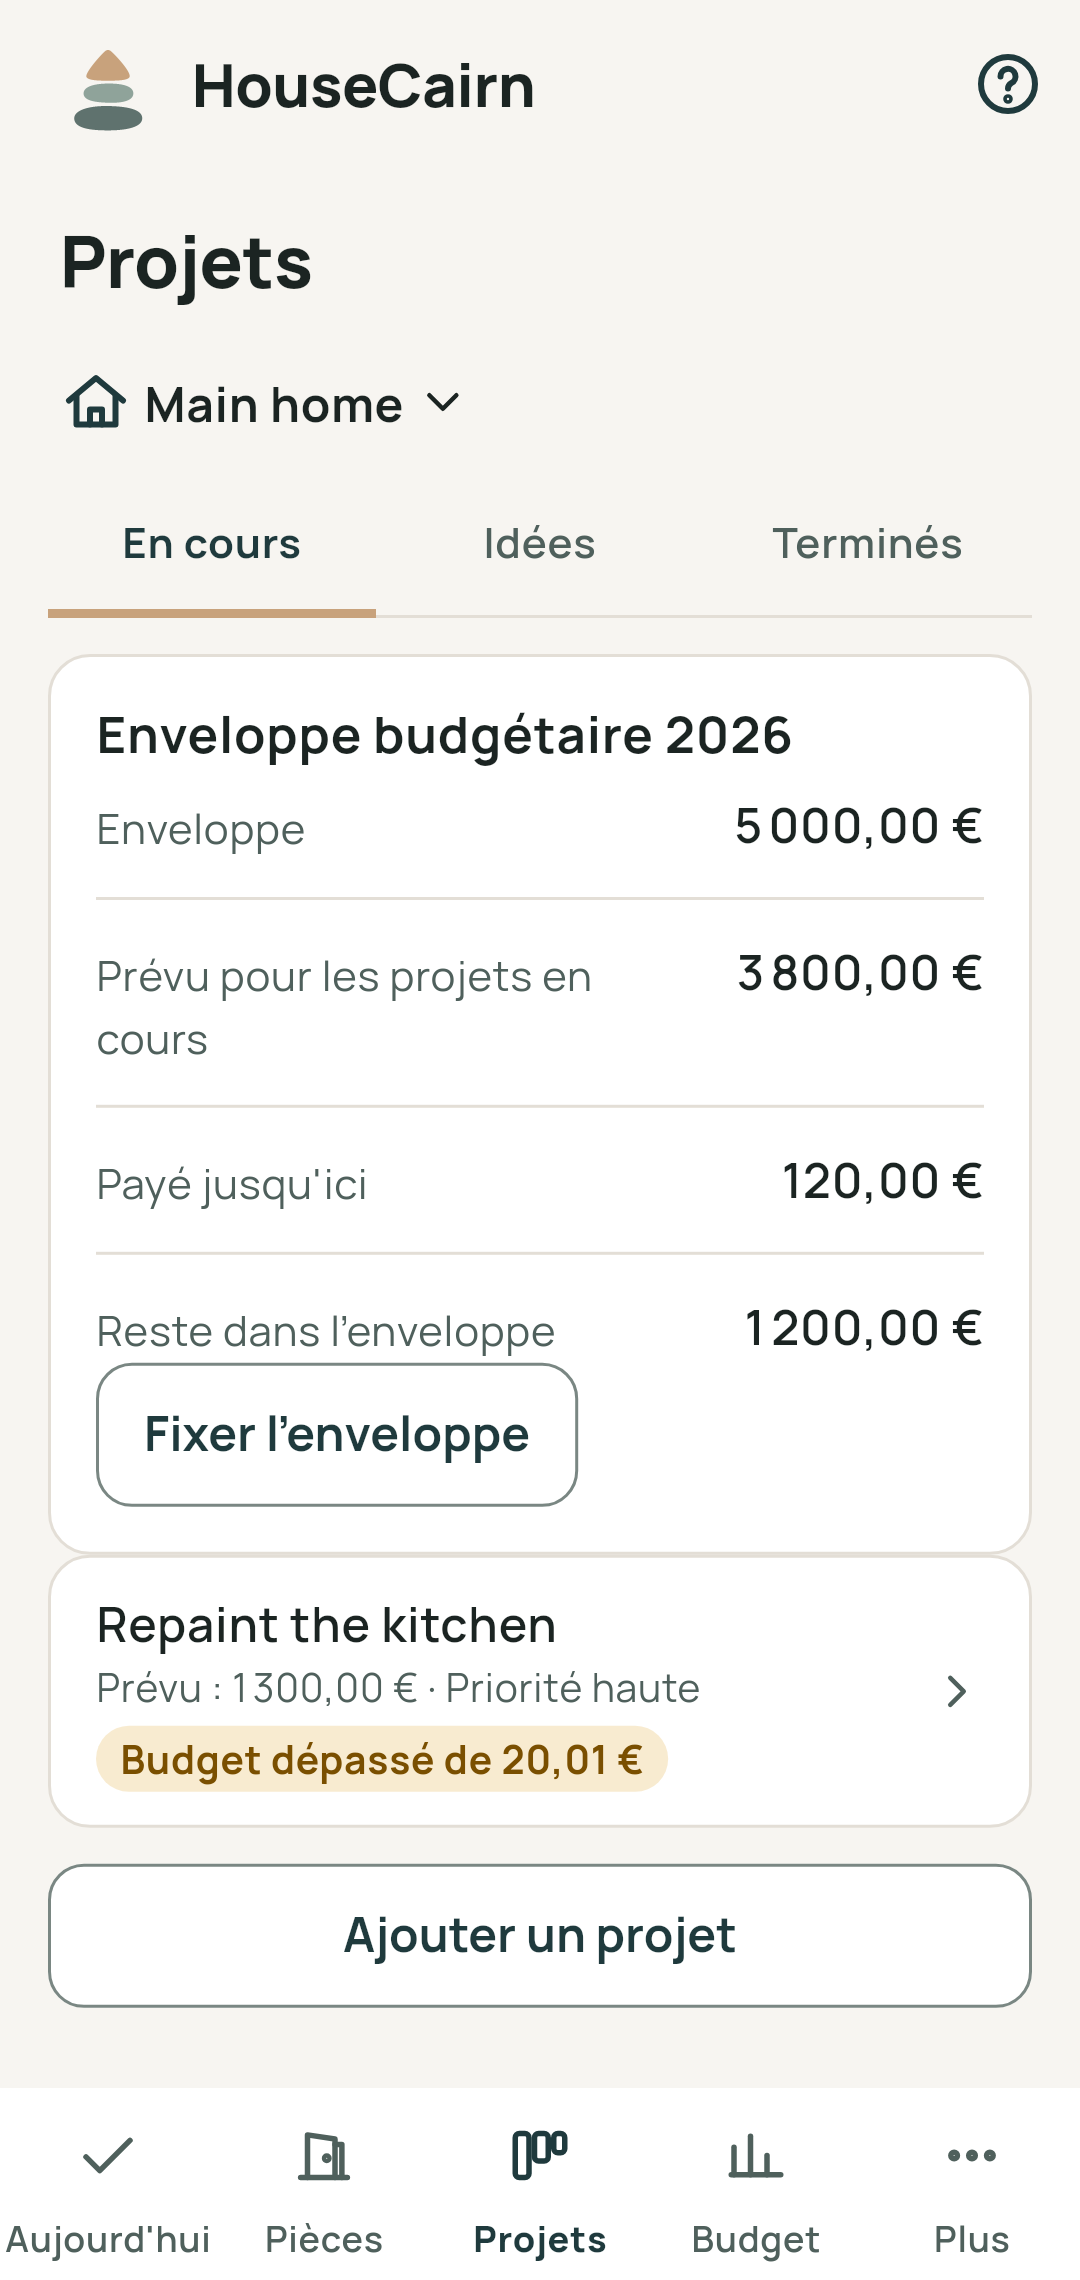 HouseCairn
Projets
Main home
En cours
Idées
Terminés
Enveloppe budgétaire 2026
Enveloppe
5 000,00 €
Prévu pour les projets en
cours
3 800,00 €
Payé jusqu'ici
120,00 €
Reste dans l’enveloppe
1 200,00 €
Fixer l’enveloppe
Repaint the kitchen
Prévu : 1 300,00 € · Priorité haute
Budget dépassé de 20,01 €
Ajouter un projet
Aujourd'hui
Pièces
Projets
Budget
Plus